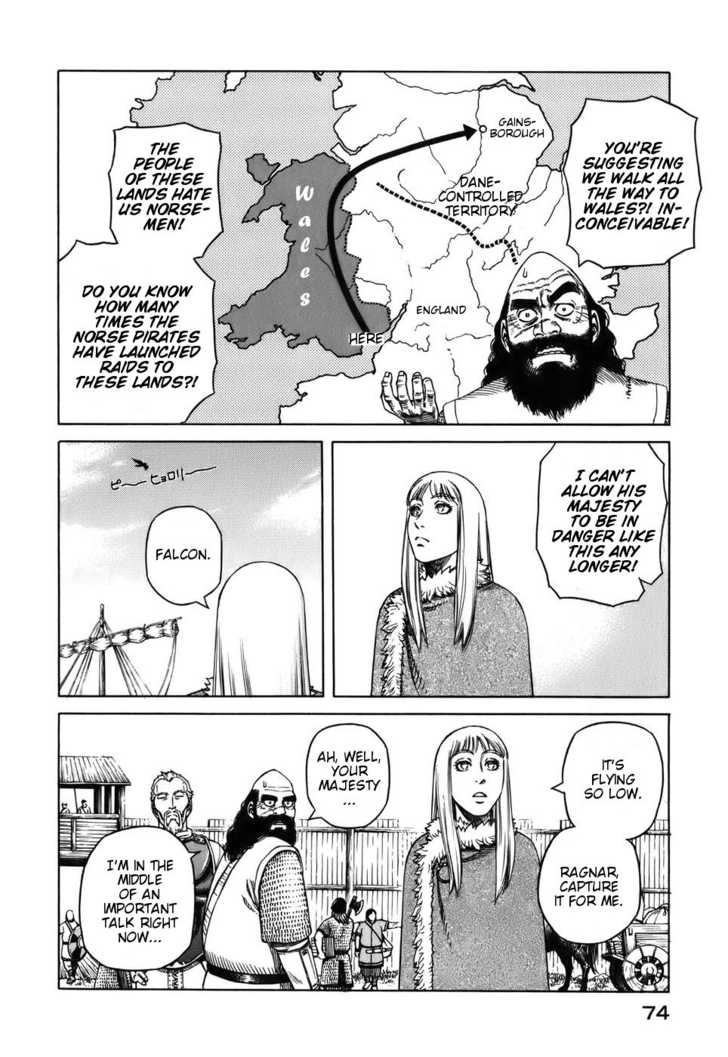 YOU'RE
SUGGESTING
WE WALK ALL
THE WAY TO
WALES?! IN-
CONCEIVABLE!
THE
PEOPLE
OF THESE
LANDS HATE
US NORSE-
MEN!
DO YOU KNOW
HOW MANY
TIMES THE
NORSE PIRATES
HAVE LAUNCHED
RAIDS TO
THESE LANDS?!
GAINS-
BOROUGH
DANE-
CONTROLLED
TERRITORY
Wales
ENGLAND
HERE
I CAN'T
ALLOW HIS
MAJESTY
TO BE IN
DANGER LIKE
THIS ANY
LONGER!
ピーヒョロリー
FALCON.
IT'S
FLYING
SO LOW.
RAGNAR,
CAPTURE
IT FOR ME.
AH, WELL,
YOUR
MAJESTY
...
I'M IN THE
MIDDLE
OF AN
IMPORTANT
TALK RIGHT
NOW...
74